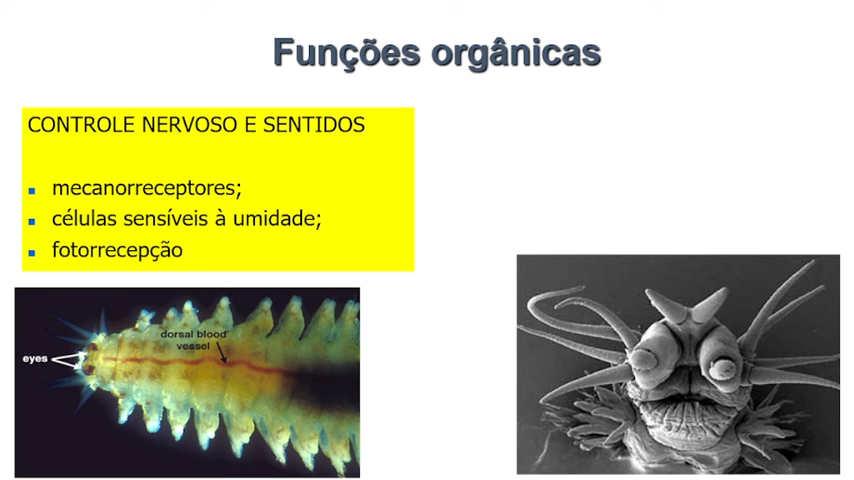 Funções orgânicas
CONTROLE NERVOSO E SENTIDOS
mecanorreceptores;
células sensíveis à umidade;
fotorrecepção
dorsal blood
vessel
eyes